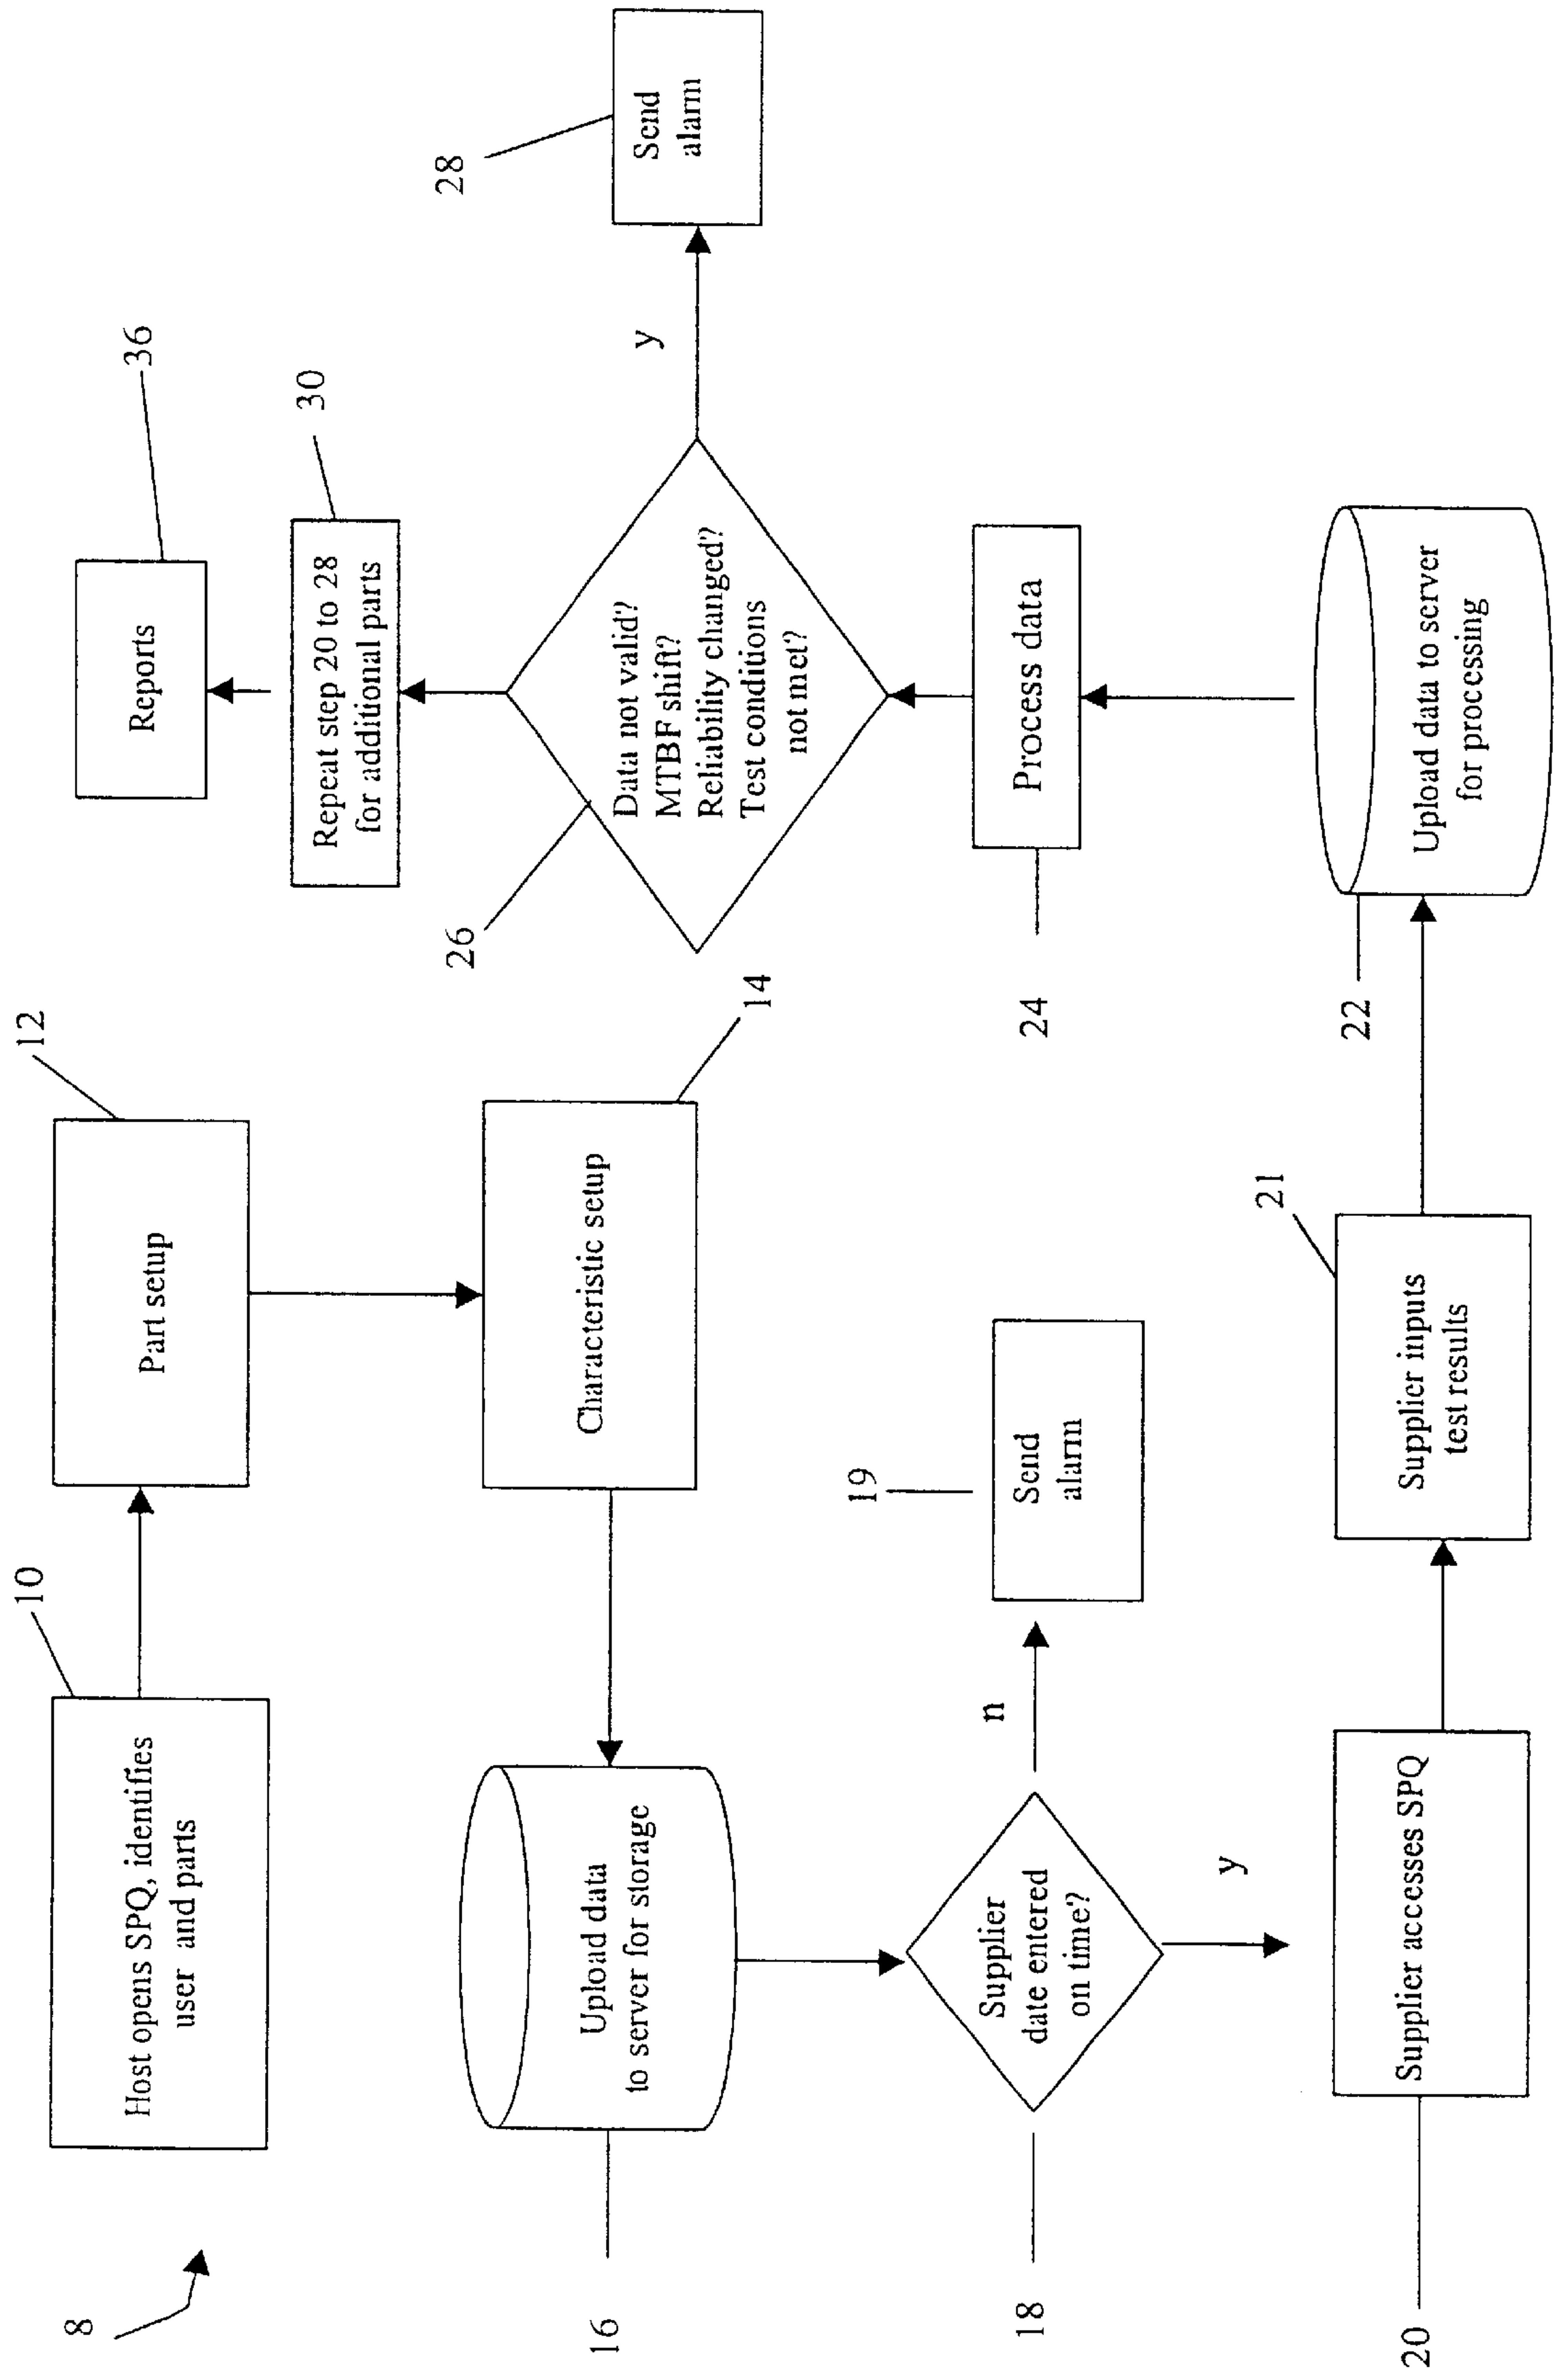 8
10
Host opens SPQ, identifies
user and parts
12
Part setup
14
Characteristic setup
16
Upload data
to server for storage
18
Supplier
date entered
on time?
n
19
Send
alarm
y
20
Supplier accesses SPQ
21
Supplier inputs
test results
22
Upload data to server
for processing
24
Process data
26
Data not valid?
MTBF shift?
Reliability changed?
Test conditions
not met?
y
28
Send
alarm
30
Repeat step 20 to 28
for additional parts
36
Reports